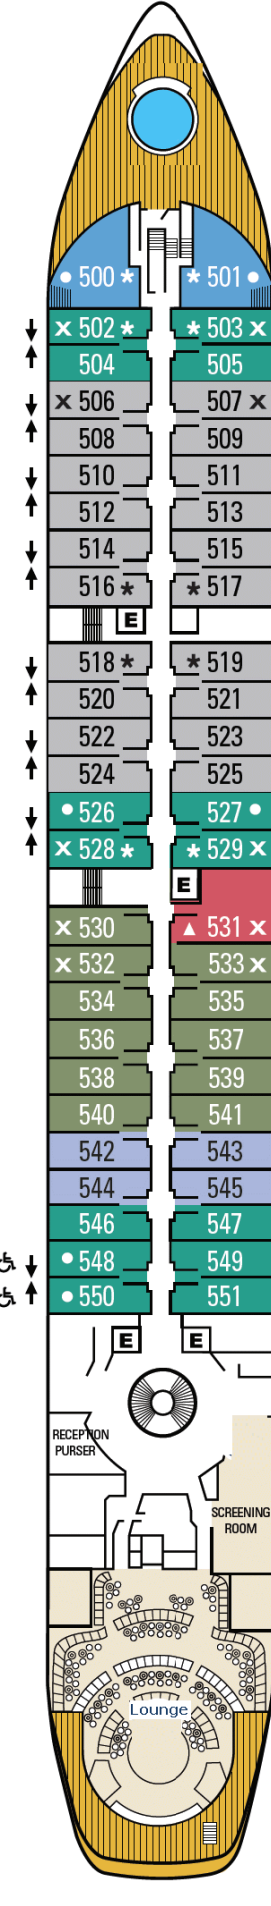 500 * * 501
X 502 * * 503 X
504 505
X 506 507 X
508 509
510 511
512 513
514 515
516 * * 517
E
518 * * 519
520 521
522 523
524 525
526 527
X 528 * * 529 X
E
X 530 531 X
X 532 533 X
534 535
536 537
538 539
540 541
542 543
544 545
546 547
548 549
550 551
E E
RECEPTION
PURSER
SCREENING
ROOM
Lounge